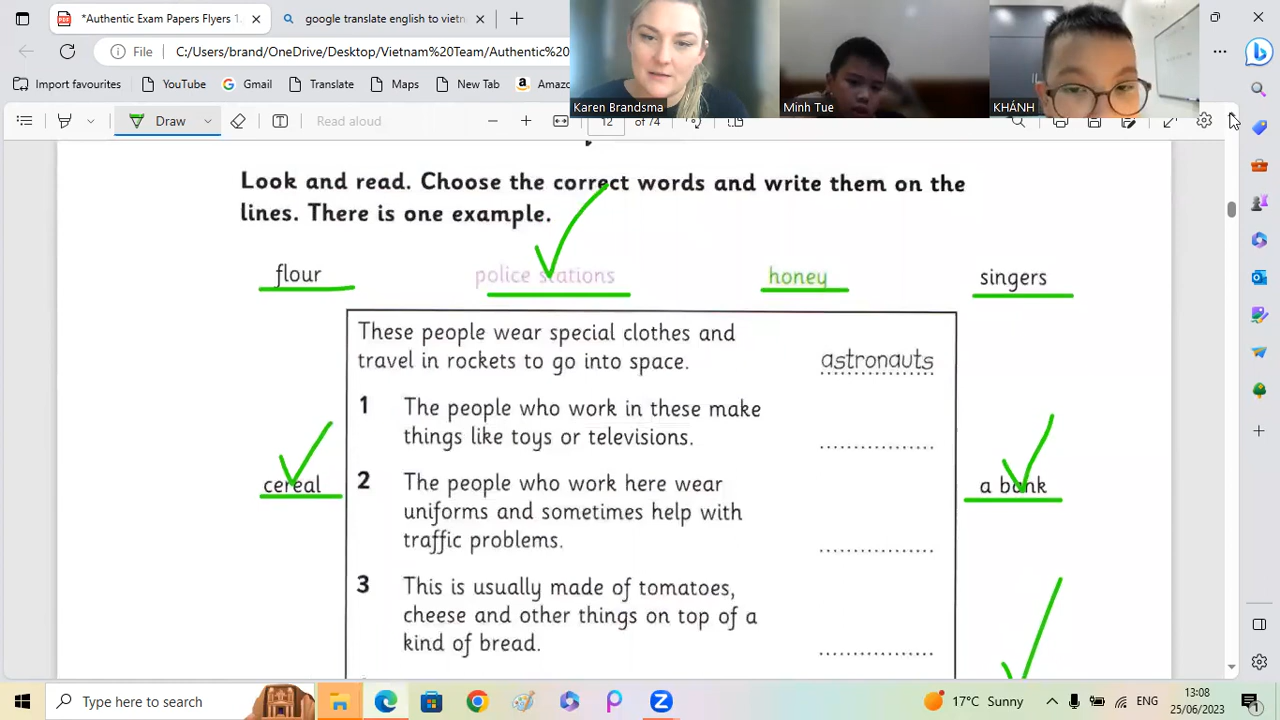 *Authentic Exam Papers Flyers 1.
google translate english to vietn
File
C:/Users/brand/OneDrive/Desktop/Vietnam%20Team/Authentic%20
Import favourites
YouTube
Gmail
Translate
Maps
New Tab
Amazon
Karen Brandsma
Minh Tue
KHÁNH
Draw
Read aloud
12
of 74
Look and read. Choose the correct words and write them on the
lines. There is one example.
flour
police stations
honey
singers
These people wear special clothes and
travel in rockets to go into space.
astronauts
1 The people who work in these make
things like toys or televisions.
cereal
2 The people who work here wear
a bank
uniforms and sometimes help with
traffic problems.
3 This is usually made of tomatoes,
cheese and other things on top of a
kind of bread.
Type here to search
17°C Sunny
ENG
13:08
25/06/2023